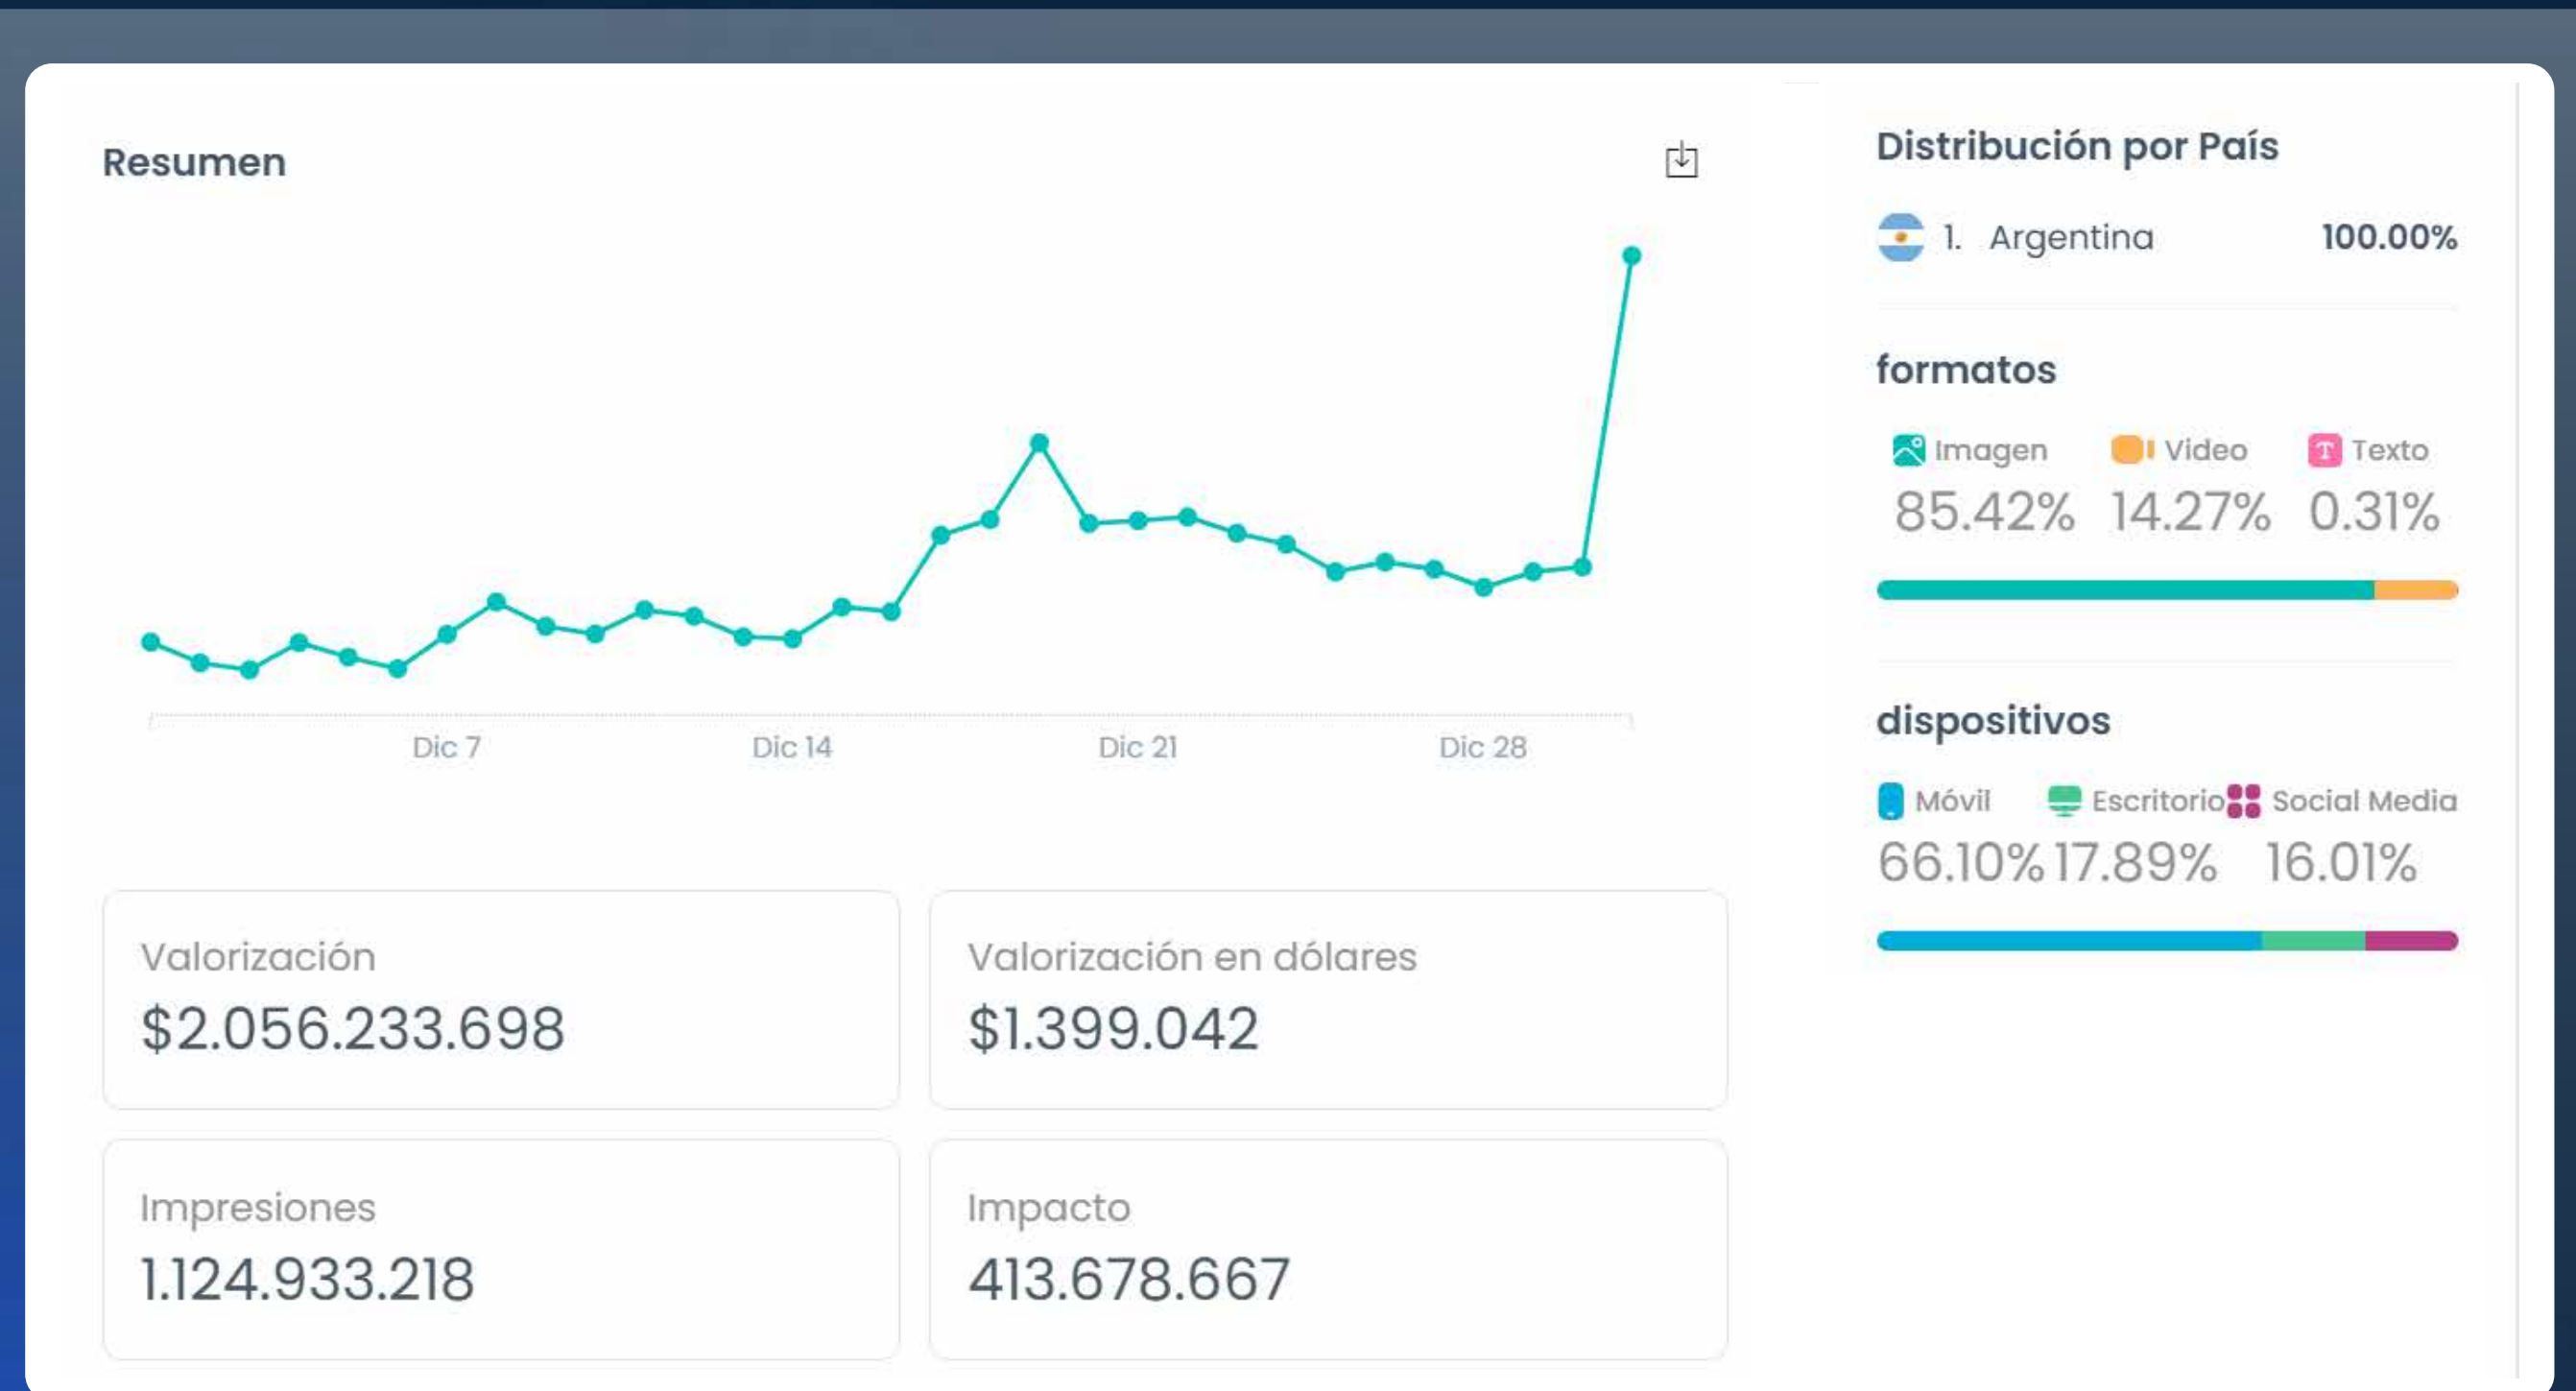 Resumen
Dic 7 Dic 14 Dic 21 Dic 28
Valorización
$2.056.233.698
Valorización en dólares
$1.399.042
Impresiones
1.124.933.218
Impacto
413.678.667
Distribución por País
1. Argentina 100.00%
formatos
Imagen Video Texto
85.42% 14.27% 0.31%
dispositivos
Móvil Escritorio Social Media
66.10% 17.89% 16.01%